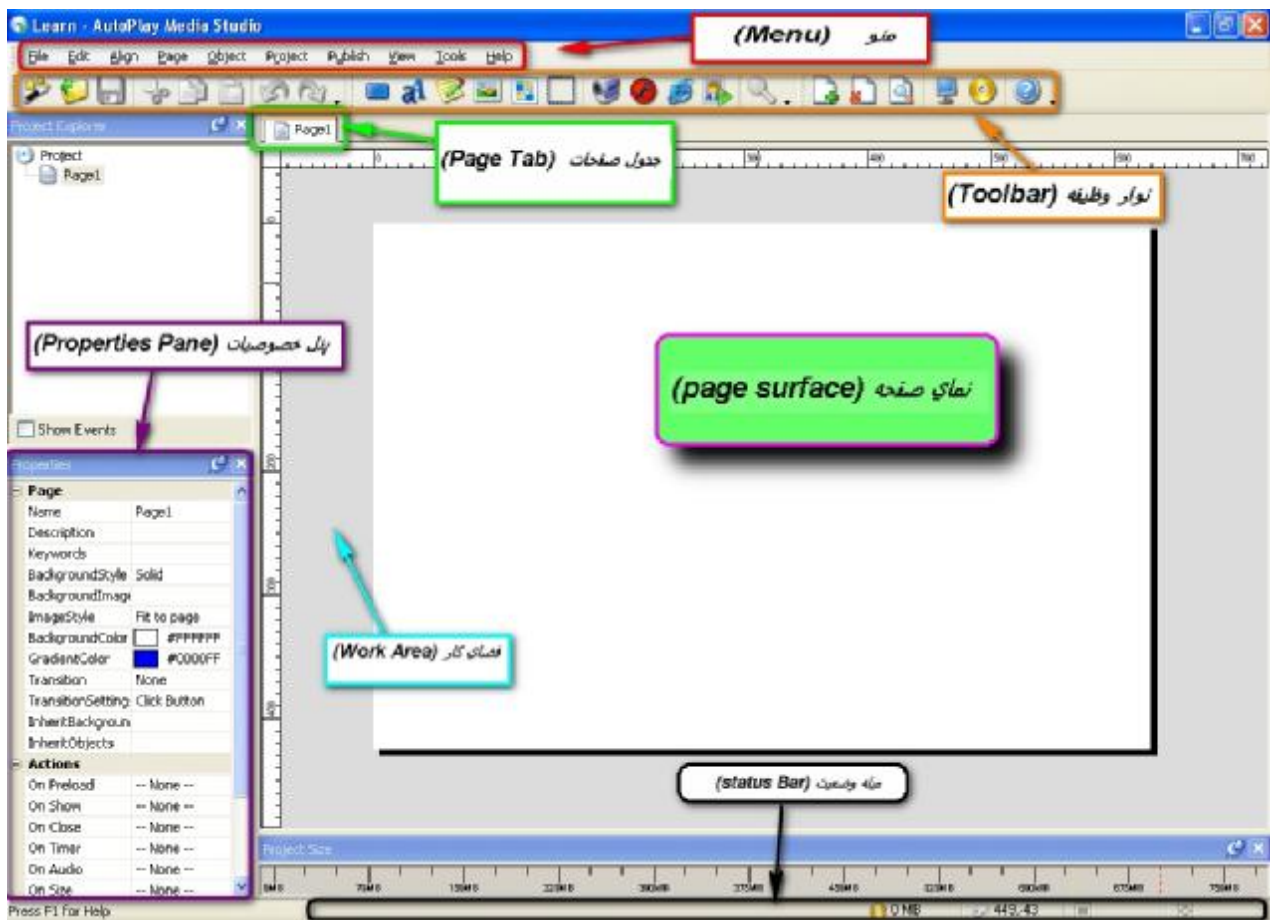 Learn - AutoPlay Media Studio
File Edit Align Page Object Project Publish View Tools Help
منو (Menu)
Project Explorer
Page1
Project
Page1
جدول صفحات (Page Tab)
نوار وظيفه (Toolbar)
پنل خصوصيات (Properties Pane)
نماي صفحه (page surface)
Show Events
Properties
Page
Name Page1
Description
Keywords
BackgroundStyle Solid
BackgroundImag
ImageStyle Fit to page
BackgroundColor #FFFFFF
GradientColor #0000FF
Transition None
TransitionSetting Click Button
InheritBackgroun
InheritObjects
Actions
On Preload -- None --
On Show -- None --
On Close -- None --
On Timer -- None --
On Audio -- None --
On Size -- None --
فضاي كار (Work Area)
ميله وضعيت (status Bar)
Project Size
Press F1 for Help
0 MB 449,43